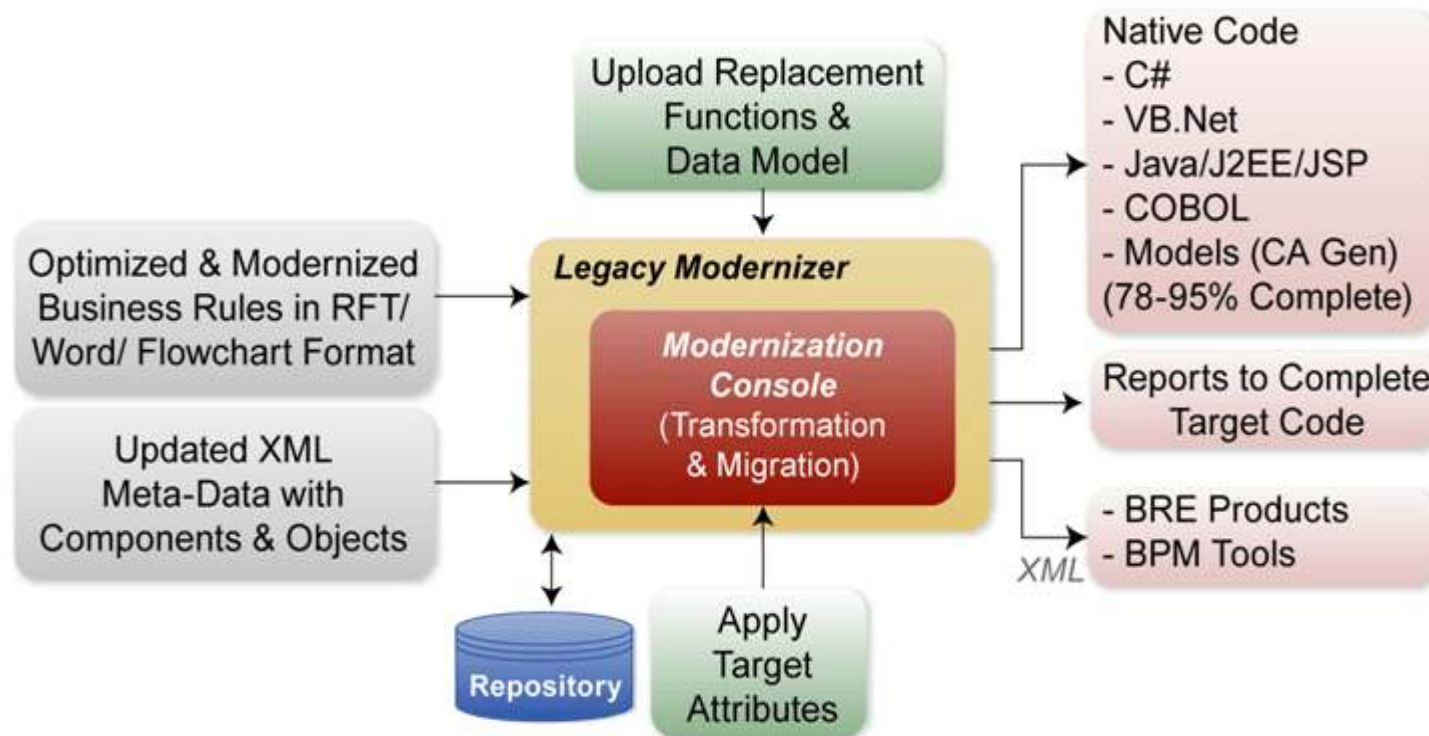 Upload Replacement
Functions &
Data Model
Native Code
- C#
- VB.Net
- Java/J2EE/JSP
- COBOL
- Models (CA Gen)
(78-95% Complete)
Optimized & Modernized
Business Rules in RFT/
Word/ Flowchart Format
Legacy Modernizer
Modernization
Console
(Transformation
& Migration)
Reports to Complete
Target Code
Updated XML
Meta-Data with
Components & Objects
XML
- BRE Products
- BPM Tools
Repository
Apply
Target
Attributes